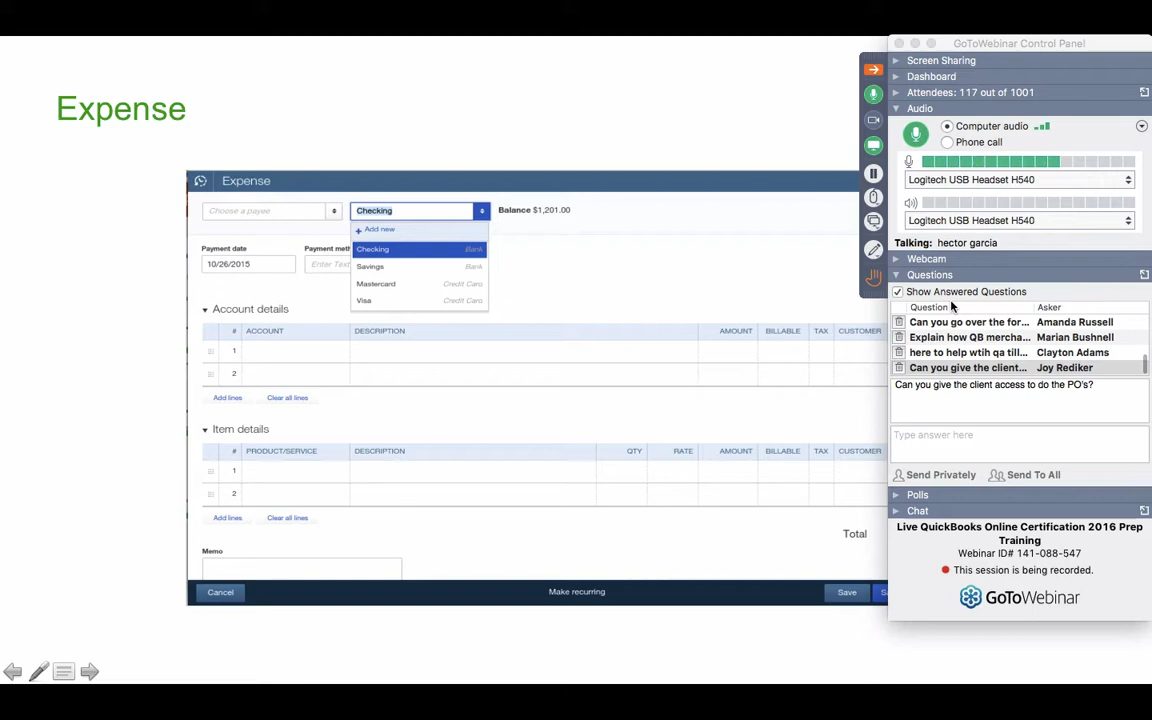 Expense
Expense
Choose a payee
Checking
Balance $1,201.00
Add new
Checking Bank
Savings Bank
Mastercard Credit Card
Visa Credit Card
Payment date
Payment meth
10/26/2015
Enter Text
Account details
# ACCOUNT DESCRIPTION AMOUNT BILLABLE TAX CUSTOMER
1
2
Add lines Clear all lines
Item details
# PRODUCT/SERVICE DESCRIPTION QTY RATE AMOUNT BILLABLE TAX CUSTOMER
1
2
Add lines Clear all lines
Total
Memo
Cancel Make recurring Save
GoToWebinar Control Panel
Screen Sharing
Dashboard
Attendees: 117 out of 1001
Audio
Computer audio
Phone call
Logitech USB Headset H540
Logitech USB Headset H540
Talking: hector garcia
Webcam
Questions
Show Answered Questions
Question Asker
Can you go over the for... Amanda Russell
Explain how QB mercha... Marian Bushnell
here to help wtih qa till... Clayton Adams
Can you give the client... Joy Rediker
Can you give the client access to do the PO's?
Type answer here
Send Privately Send To All
Polls
Chat
Live QuickBooks Online Certification 2016 Prep
Training
Webinar ID# 141-088-547
This session is being recorded.
GoToWebinar